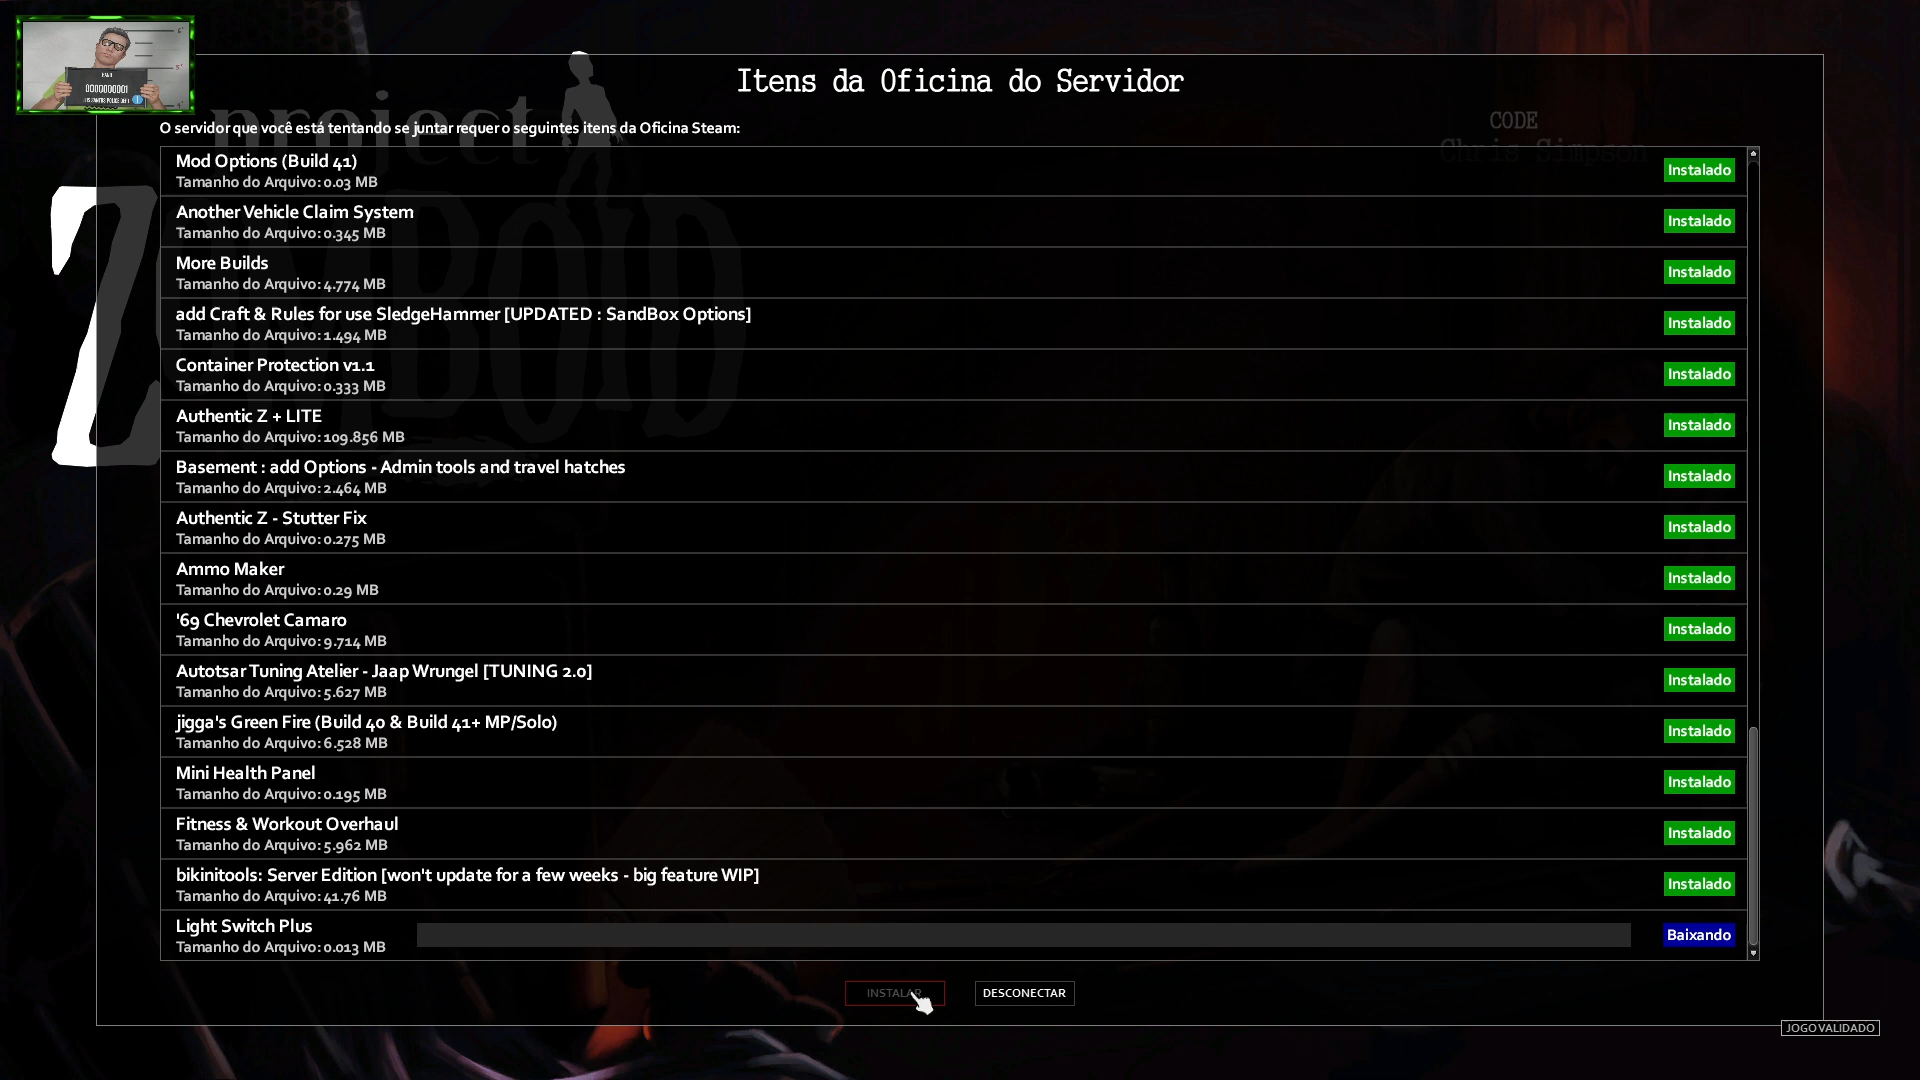 Itens da Oficina do Servidor
project
ZOMBOID
CODE
Chris Simpson
0000000001
O servidor que você está tentando se juntar requer o seguintes itens da Oficina Steam:
Mod Options (Build 41)
Tamanho do Arquivo: 0.03 MB
Instalado
Another Vehicle Claim System
Tamanho do Arquivo: 0.345 MB
Instalado
More Builds
Tamanho do Arquivo: 4.774 MB
Instalado
add Craft & Rules for use SledgeHammer [UPDATED : SandBox Options]
Tamanho do Arquivo: 1.494 MB
Instalado
Container Protection v1.1
Tamanho do Arquivo: 0.333 MB
Instalado
Authentic Z + LITE
Tamanho do Arquivo: 109.856 MB
Instalado
Basement : add Options - Admin tools and travel hatches
Tamanho do Arquivo: 2.464 MB
Instalado
Authentic Z - Stutter Fix
Tamanho do Arquivo: 0.275 MB
Instalado
Ammo Maker
Tamanho do Arquivo: 0.29 MB
Instalado
'69 Chevrolet Camaro
Tamanho do Arquivo: 9.714 MB
Instalado
Autotsar Tuning Atelier - Jaap Wrungel [TUNING 2.0]
Tamanho do Arquivo: 5.627 MB
Instalado
jigga's Green Fire (Build 40 & Build 41+ MP/Solo)
Tamanho do Arquivo: 6.528 MB
Instalado
Mini Health Panel
Tamanho do Arquivo: 0.195 MB
Instalado
Fitness & Workout Overhaul
Tamanho do Arquivo: 5.962 MB
Instalado
bikinitools: Server Edition [won't update for a few weeks - big feature WIP]
Tamanho do Arquivo: 41.76 MB
Instalado
Light Switch Plus
Tamanho do Arquivo: 0.013 MB
Baixando
INSTALAR
DESCONECTAR
JOGO VALIDADO